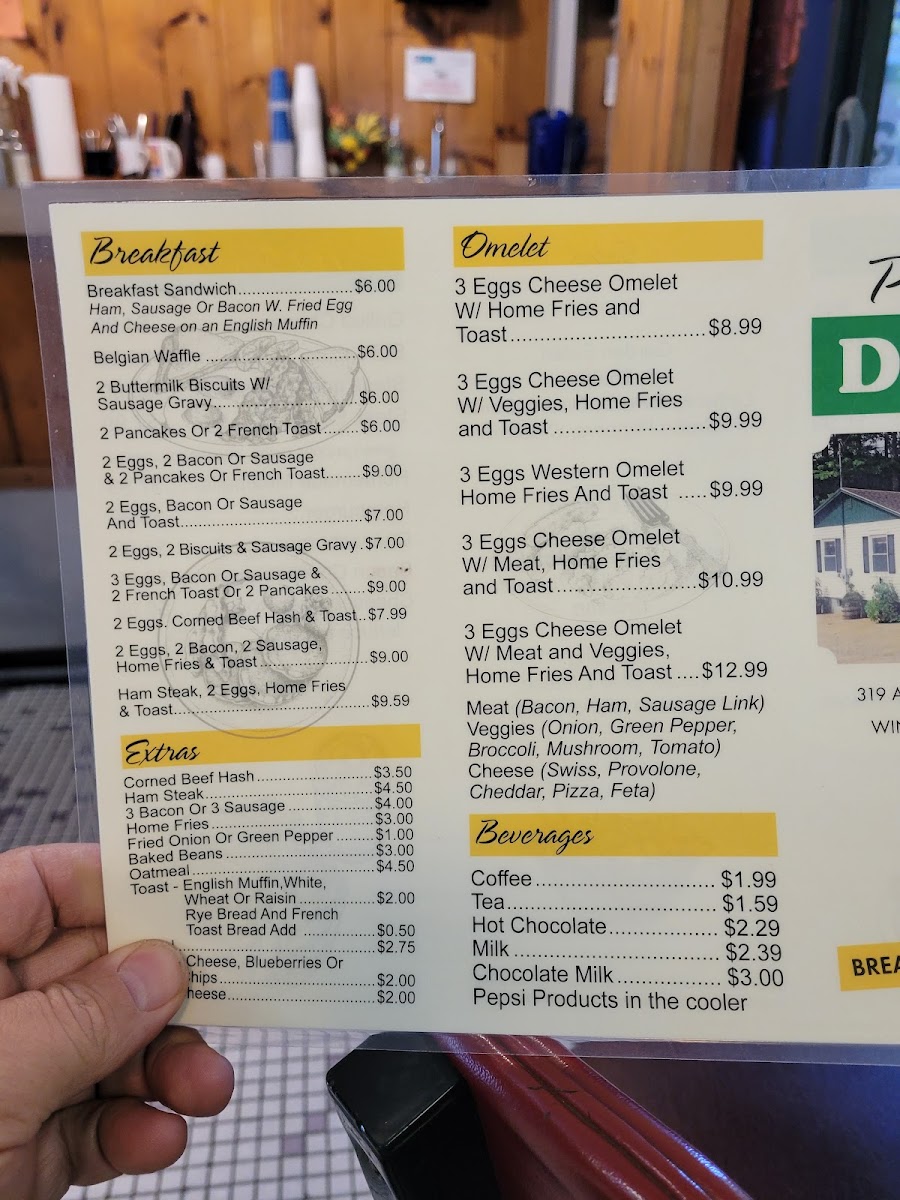 Breakfast
Breakfast Sandwich........................$6.00
Ham, Sausage Or Bacon W. Fried Egg
And Cheese on an English Muffin
Belgian Waffle ................................$6.00
2 Buttermilk Biscuits W/
Sausage Gravy..............................$6.00
2 Pancakes Or 2 French Toast........$6.00
2 Eggs, 2 Bacon Or Sausage
& 2 Pancakes Or French Toast.......$9.00
2 Eggs, Bacon Or Sausage
And Toast......................................$7.00
2 Eggs, 2 Biscuits & Sausage Gravy.$7.00
3 Eggs, Bacon Or Sausage &
2 French Toast Or 2 Pancakes........$9.00
2 Eggs. Corned Beef Hash & Toast..$7.99
2 Eggs, 2 Bacon, 2 Sausage,
Home Fries & Toast.......................$9.00
Ham Steak, 2 Eggs, Home Fries
& Toast..........................................$9.59
Extras
Corned Beef Hash.........................$3.50
Ham Steak....................................$4.50
3 Bacon Or 3 Sausage ..................$4.00
Home Fries...................................$3.00
Fried Onion Or Green Pepper ........$1.00
Baked Beans ................................$3.00
Oatmeal........................................$4.50
Toast - English Muffin,White,
Wheat Or Raisin ................$2.00
Rye Bread And French
Toast Bread Add ...............$0.50
$2.75
Cheese, Blueberries Or
$2.00
$2.00
Omelet
3 Eggs Cheese Omelet
W/ Home Fries and
Toast................................$8.99
3 Eggs Cheese Omelet
W/ Veggies, Home Fries
and Toast .........................$9.99
3 Eggs Western Omelet
Home Fries And Toast .....$9.99
3 Eggs Cheese Omelet
W/ Meat, Home Fries
and Toast.......................$10.99
3 Eggs Cheese Omelet
W/ Meat and Veggies,
Home Fries And Toast ....$12.99
Meat (Bacon, Ham, Sausage Link)
Veggies (Onion, Green Pepper,
Broccoli, Mushroom, Tomato)
Cheese (Swiss, Provolone,
Cheddar, Pizza, Feta)
Beverages
Coffee.............................. $1.99
Tea................................... $1.59
Hot Chocolate.................. $2.29
Milk .................................. $2.39
Chocolate Milk................. $3.00
Pepsi Products in the cooler
P
D
319 A
WIN
BREA